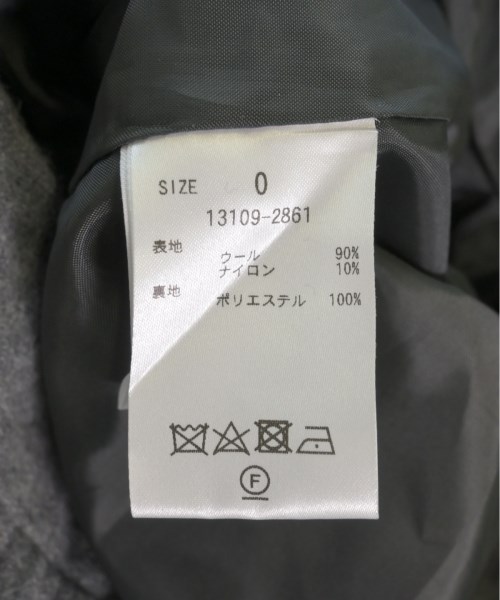 SIZE 0
13109-2861
表地 ウール 90%
ナイロン 10%
裏地 ポリエステル 100%
F